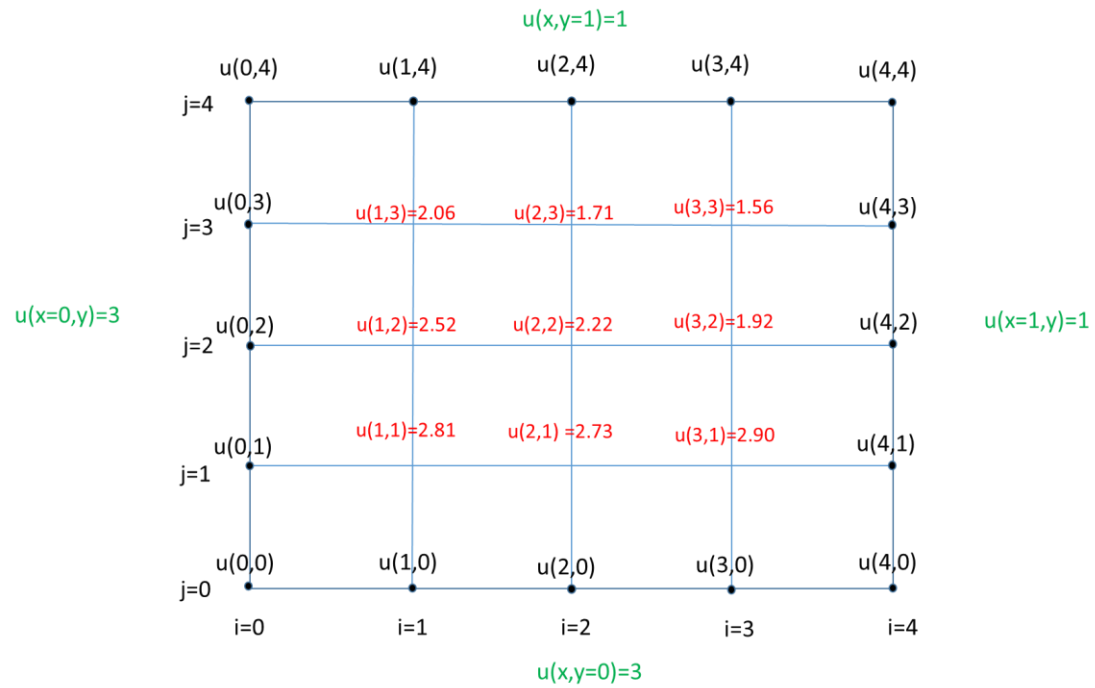 u(x,y=1)=1
u(0,4) u(1,4) u(2,4) u(3,4) u(4,4)
j=4
u(0,3) u(1,3)=2.06 u(2,3)=1.71 u(3,3)=1.56 u(4,3)
j=3
u(x=0,y)=3 u(0,2) u(1,2)=2.52 u(2,2)=2.22 u(3,2)=1.92 u(4,2) u(x=1,y)=1
j=2
u(0,1) u(1,1)=2.81 u(2,1) =2.73 u(3,1)=2.90 u(4,1)
j=1
u(0,0) u(1,0) u(2,0) u(3,0) u(4,0)
j=0
i=0 i=1 i=2 i=3 i=4
u(x,y=0)=3